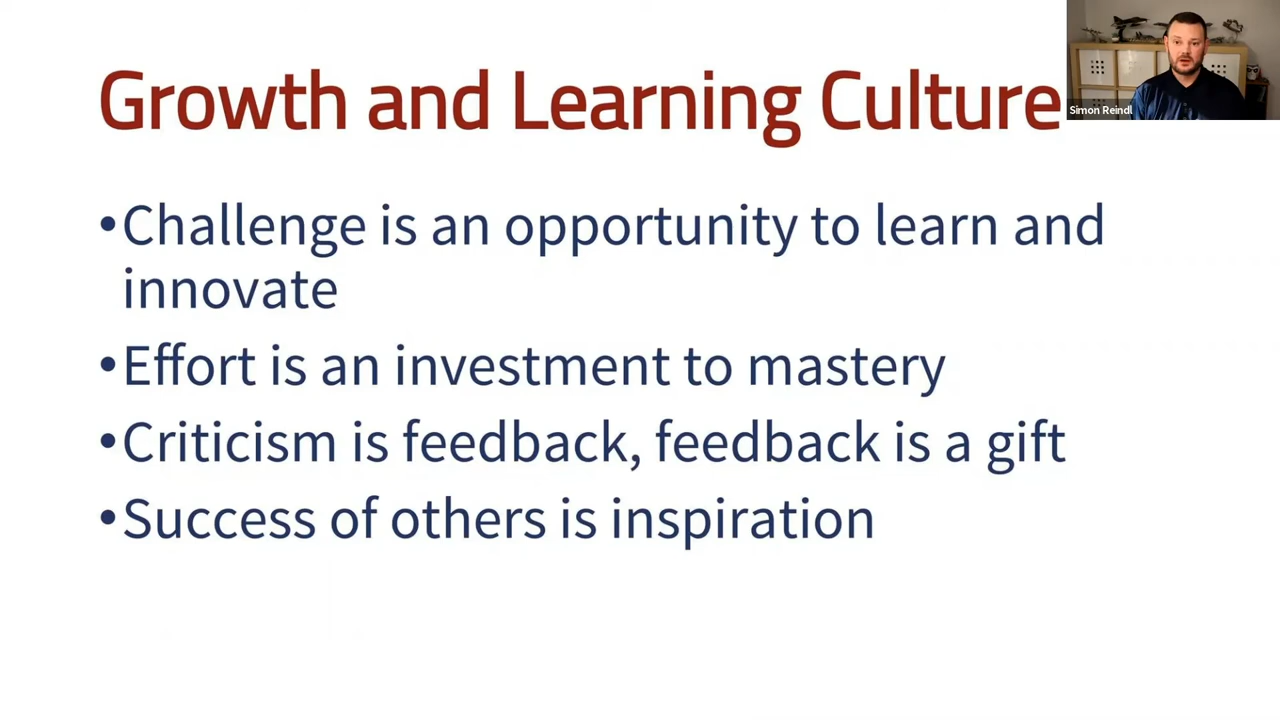 Growth and Learning Culture
Simon Reindl
•Challenge is an opportunity to learn and
innovate
•Effort is an investment to mastery
•Criticism is feedback, feedback is a gift
•Success of others is inspiration